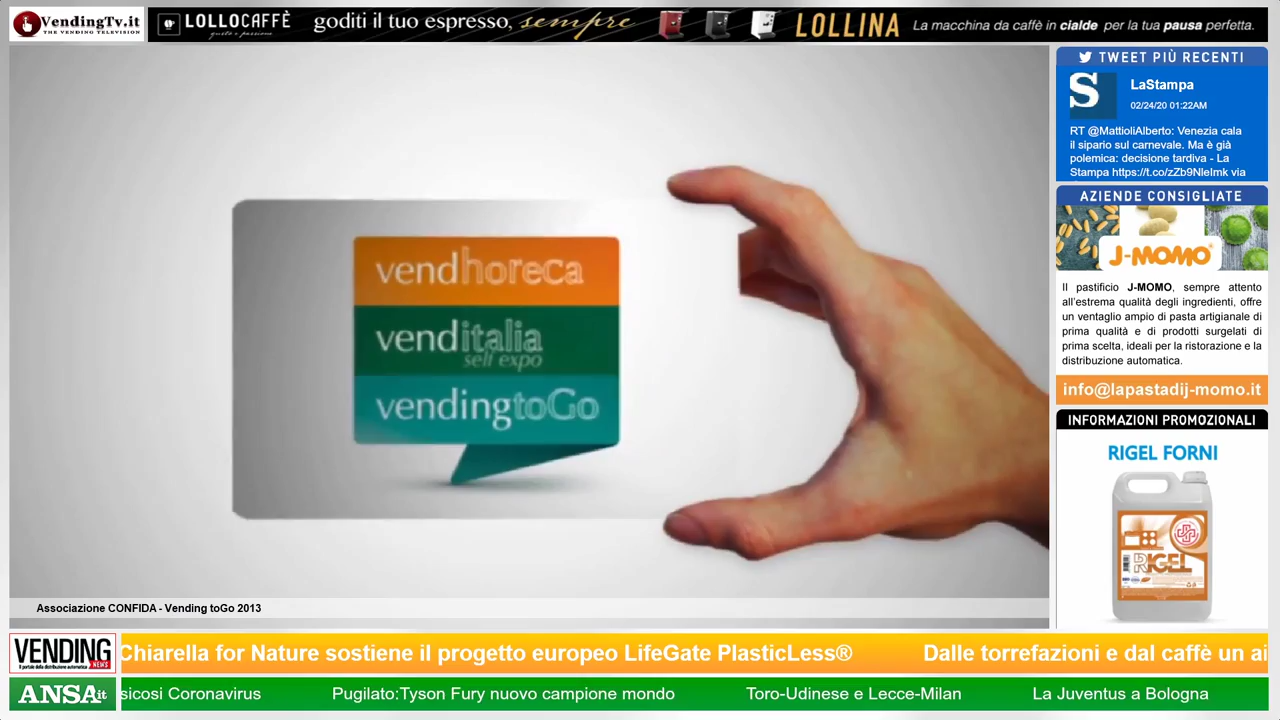 VendingTv.it
THE VENDING TELEVISION
LOLLOCAFFÈ
gusto e passione
goditi il tuo espresso, sempre
LOLLINA
La macchina da caffè in cialde per la tua pausa perfetta.
vendhoreca
venditalia
self expo
vendingtoGo
Associazione CONFIDA - Vending toGo 2013
TWEET PIÙ RECENTI
S
LaStampa
02/24/20 01:22AM
RT @MattioliAlberto: Venezia cala
il sipario sul carnevale. Ma è già
polemica: decisione tardiva - La
Stampa https://t.co/zZb9NleImk via
AZIENDE CONSIGLIATE
J-MOMO®
Il pastificio J-MOMO, sempre attento
all'estrema qualità degli ingredienti, offre
un ventaglio ampio di pasta artigianale di
prima qualità e di prodotti surgelati di
prima scelta, ideali per la ristorazione e la
distribuzione automatica.
info@lapastadij-momo.it
INFORMAZIONI PROMOZIONALI
RIGEL FORNI
RIGEL
VENDING
NEWS
Il portale della distribuzione automatica
Chiarella for Nature sostiene il progetto europeo LifeGate PlasticLess® Dalle torrefazioni e dal caffè un ai
ANSA.it
sicosi Coronavirus Pugilato:Tyson Fury nuovo campione mondo Toro-Udinese e Lecce-Milan La Juventus a Bologna